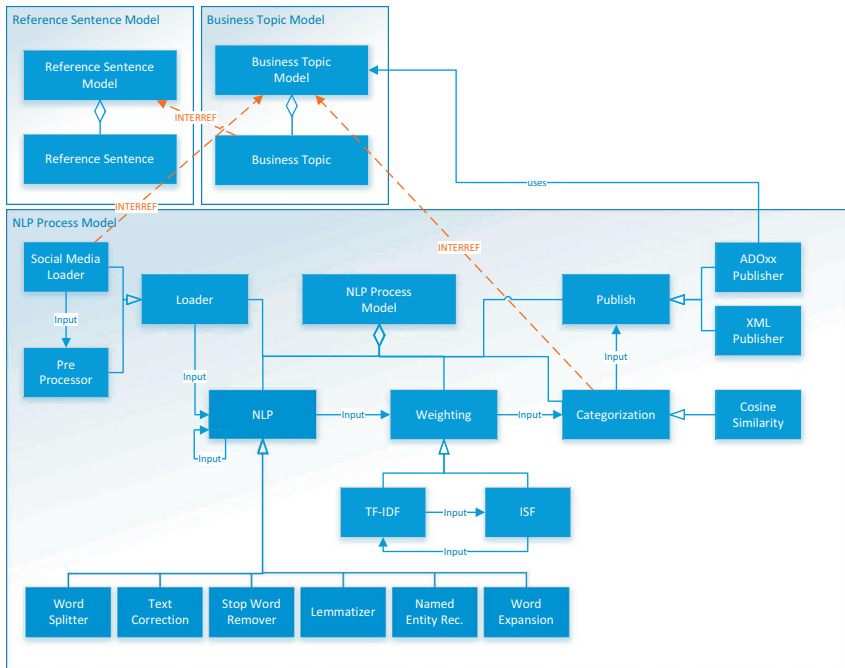 Reference Sentence Model
Business Topic Model
Reference Sentence
Model
Business Topic
Model
INTERREF
Reference Sentence
Business Topic
uses
INTERREF
NLP Process Model
INTERREF
Social Media
Loader
ADOxx
Publisher
Loader
NLP Process
Model
Publish
Input
XML
Publisher
Pre
Processor
Input
Input
NLP
Input
Weighting
Input
Categorization
Cosine
Similarity
Input
TF-IDF
Input
ISF
Input
Word
Splitter
Text
Correction
Stop Word
Remover
Lemmatizer
Named
Entity Rec.
Word
Expansion